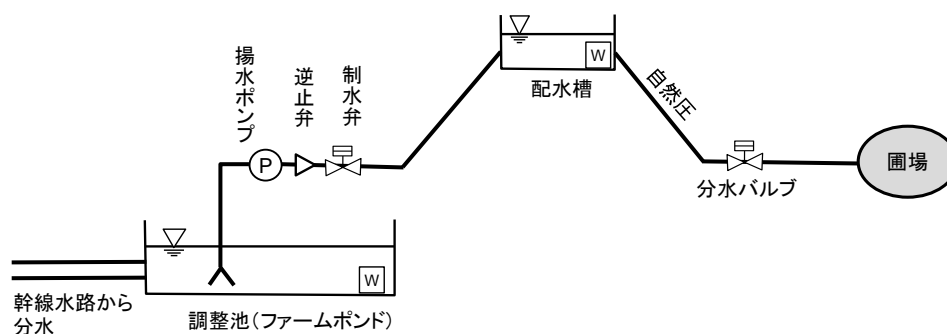 揚水ポンプ
逆止弁
制水弁
P
W
配水槽
自然圧
分水バルブ
圃場
W
幹線水路から
分水
調整池(ファームポンド)